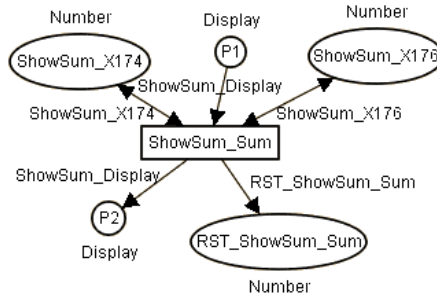 Number
Display
Number
ShowSum_X174
P1
ShowSum_X176
ShowSum_Display
ShowSum_X174
ShowSum_X176
ShowSum_Sum
ShowSum_Display
RST_ShowSum_Sum
P2
RST_ShowSum_Sum
Display
Number